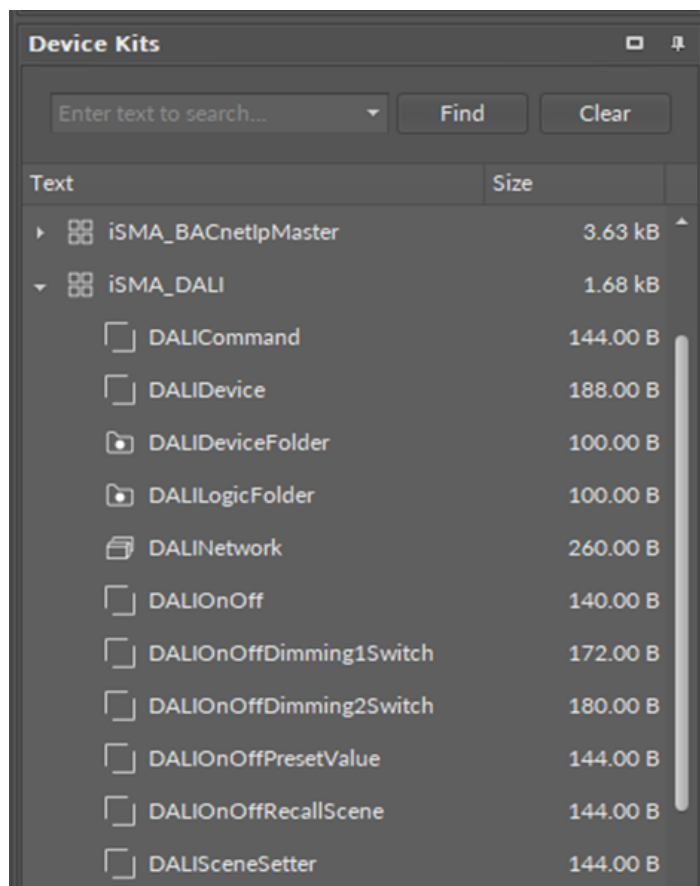 Device Kits
Enter text to search... Find Clear
Text Size
iSMA_BACnetIpMaster 3.63 kB
iSMA_DALI 1.68 kB
DALICommand 144.00 B
DALIDevice 188.00 B
DALIDeviceFolder 100.00 B
DALILogicFolder 100.00 B
DALINetwork 260.00 B
DALIOnOff 140.00 B
DALIOnOffDimming1Switch 172.00 B
DALIOnOffDimming2Switch 180.00 B
DALIOnOffPresetValue 144.00 B
DALIOnOffRecallScene 144.00 B
DALISceneSetter 144.00 B